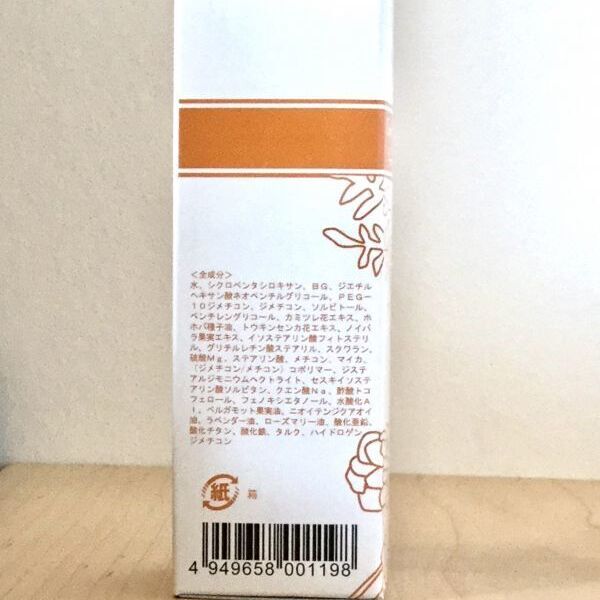 <全成分>
水、シクロペンタシロキサン、BG、ジエチル
ヘキサン酸ネオペンチルグリコール、PEG-
10ジメチコン、ジメチコン、ソルビトール、
ペンチレングリコール、カミツレ花エキス、ホ
ホバ種子油、トウキンセンカ花エキス、ノイバ
ラ果実エキス、イソステアリン酸フィトステリ
ル、グリチルレチン酸ステアリル、スクワラン、
硫酸Mg、ステアリン酸、メチコン、マイカ、
(ジメチコン/メチコン)コポリマー、ジステ
アルジモニウムヘクトライト、セスキイソステ
アリン酸ソルビタン、クエン酸Na、酢酸トコ
フェロール、フェノキシエタノール、水酸化A
l、ベルガモット果実油、ニオイテンジクアオイ
油、ラベンダー油、ローズマリー油、酸化亜鉛、
酸化チタン、酸化鉄、タルク、ハイドロゲン
ジメチコン
紙 箱
4 949658 001198